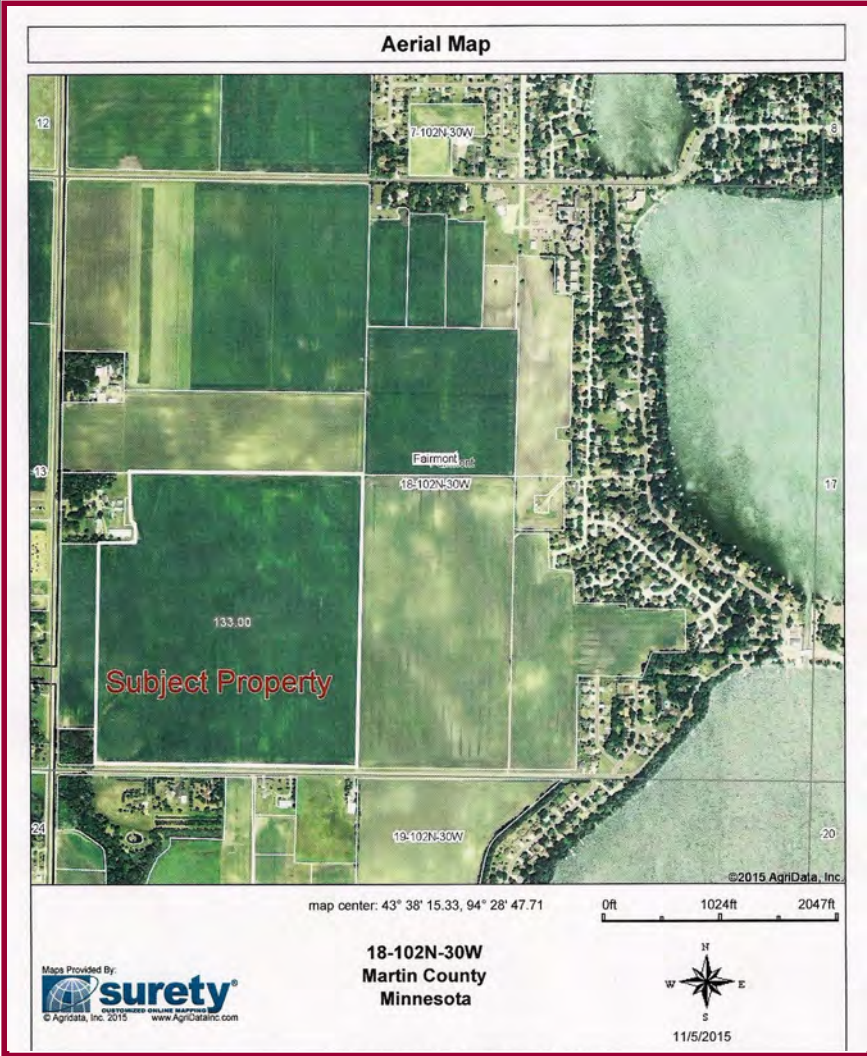 Aerial Map
12
7-102N-30W
8
13
Fairmont
18-102N-30W
17
133.00
Subject Property
24
19-102N-30W
20
©2015 AgriData, Inc.
map center: 43° 38' 15.33, 94° 28' 47.71
0ft 1024ft 2047ft
18-102N-30W
Martin County
Minnesota
Maps Provided By:
surety®
CUSTOMIZED ONLINE MAPPING
© Agridata, Inc. 2015 www.AgriDataInc.com
N
W E
S
11/5/2015